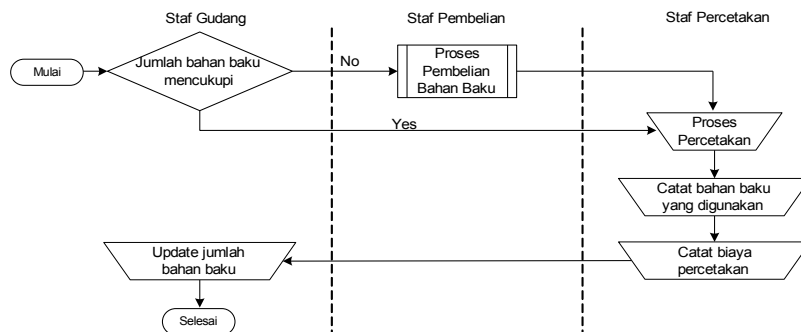 Staf Gudang
Staf Pembelian
Staf Percetakan
Mulai
Jumlah bahan baku
mencukupi
No
Proses
Pembelian
Bahan Baku
Yes
Proses
Percetakan
Catat bahan baku
yang digunakan
Update jumlah
bahan baku
Catat biaya
percetakan
Selesai